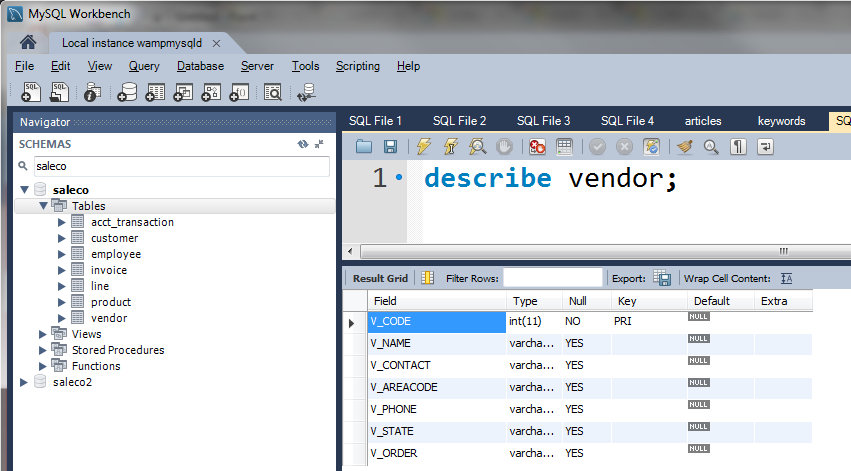 MySQL Workbench
Local instance wampmysqld
File Edit View Query Database Server Tools Scripting Help
Navigator
SCHEMAS
saleco
saleco
Tables
acct_transaction
customer
employee
invoice
line
product
vendor
Views
Stored Procedures
Functions
saleco2
SQL File 1 SQL File 2 SQL File 3 SQL File 4 articles keywords SQ
1 describe vendor;
Result Grid Filter Rows: Export: Wrap Cell Content:
Field Type Null Key Default Extra
V_CODE int(11) NO PRI NULL
V_NAME varcha... YES NULL
V_CONTACT varcha... YES NULL
V_AREACODE varcha... YES NULL
V_PHONE varcha... YES NULL
V_STATE varcha... YES NULL
V_ORDER varcha... YES NULL